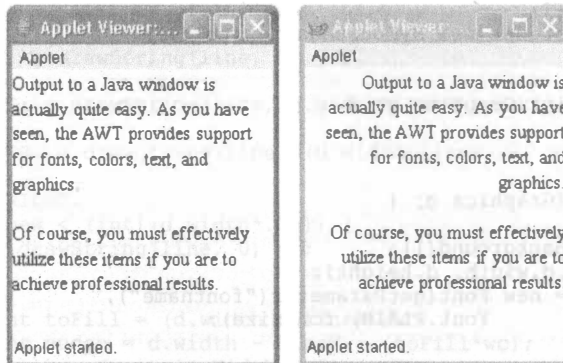 Applet Viewer:...
Applet
Output to a Java window is
actually quite easy. As you have
seen, the AWT provides support
for fonts, colors, text, and
graphics.
Of course, you must effectively
utilize these items if you are to
achieve professional results.
Applet started.
Applet Viewer
Applet
Output to a Java window is
actually quite easy. As you have
seen, the AWT provides support
for fonts, colors, text, and
graphics.
Of course, you must effectively
utilize these items if you are to
achieve professional results.
Applet started.